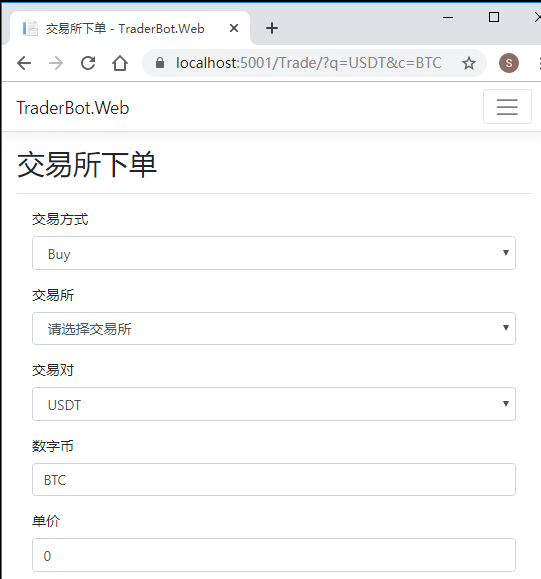 交易所下单 - TraderBot.Web
localhost:5001/Trade/?q=USDT&c=BTC
S
TraderBot.Web
交易所下单
交易方式
Buy
交易所
请选择交易所
交易对
USDT
数字币
BTC
单价
0